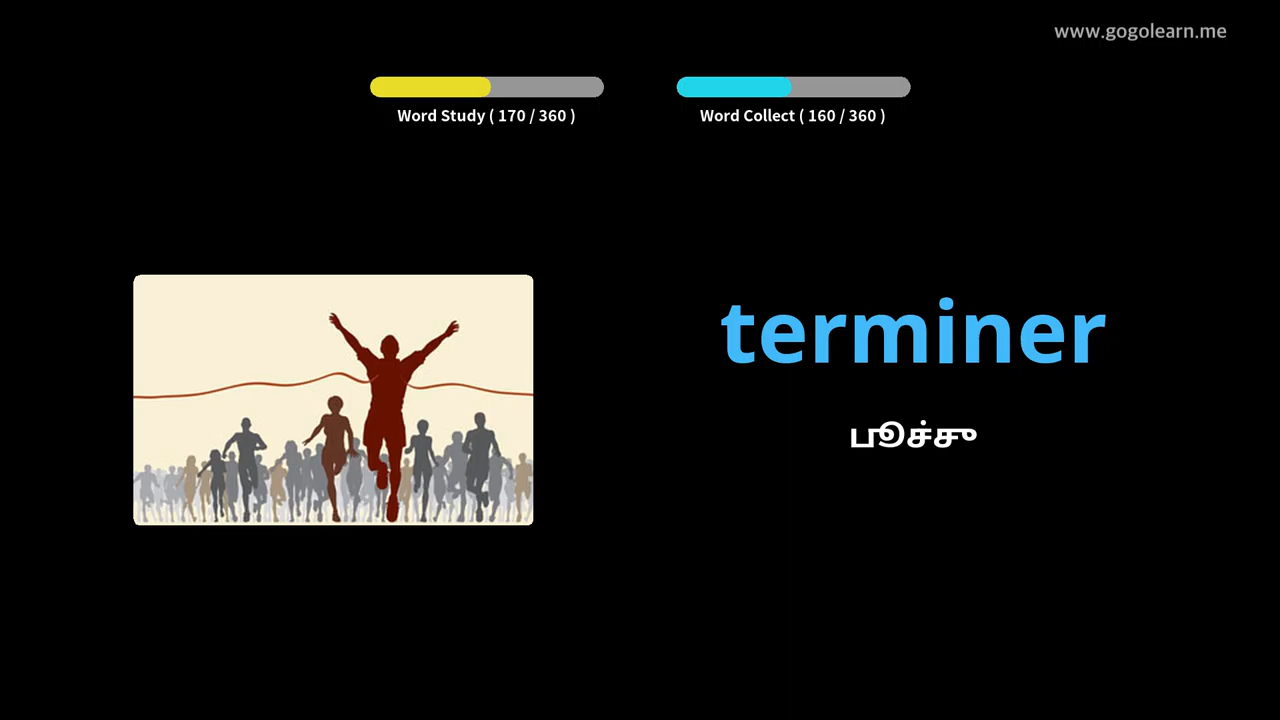 www.gogolearn.me
Word Study ( 170 / 360 )
Word Collect ( 160 / 360 )
terminer
பூச்சு